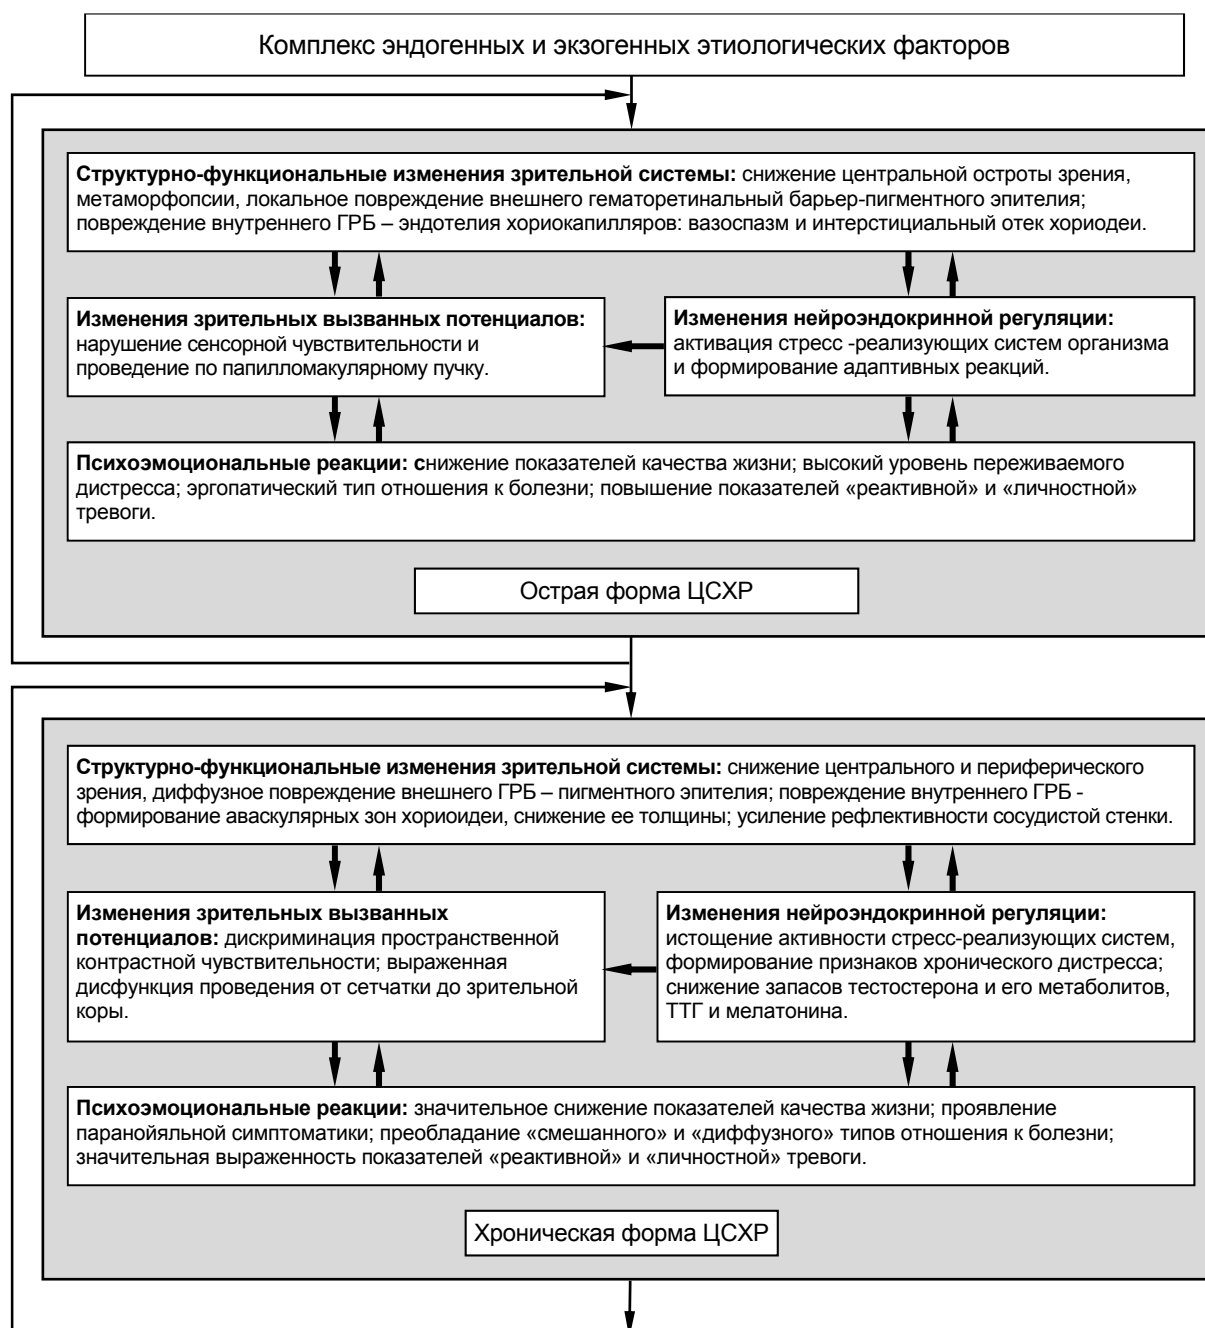 Комплекс эндогенных и экзогенных этиологических факторов
Структурно-функциональные изменения зрительной системы: снижение центральной остроты зрения,
метаморфопсии, локальное повреждение внешнего гематоретинальный барьер-пигментного эпителия;
повреждение внутреннего ГРБ – эндотелия хориокапилляров: вазоспазм и интерстициальный отек хориодеи.
Изменения зрительных вызванных потенциалов:
нарушение сенсорной чувствительности и
проведение по папилломакулярному пучку.
Изменения нейроэндокринной регуляции:
активация стресс -реализующих систем организма
и формирование адаптивных реакций.
Психоэмоциональные реакции: снижение показателей качества жизни; высокий уровень переживаемого
дистресса; эргопатический тип отношения к болезни; повышение показателей «реактивной» и «личностной»
тревоги.
Острая форма ЦСХР
Структурно-функциональные изменения зрительной системы: снижение центрального и периферического
зрения, диффузное повреждение внешнего ГРБ – пигментного эпителия; повреждение внутреннего ГРБ -
формирование аваскулярных зон хориоидеи, снижение ее толщины; усиление рефлективности сосудистой стенки.
Изменения зрительных вызванных
потенциалов: дискриминация пространственной
контрастной чувствительности; выраженная
дисфункция проведения от сетчатки до зрительной
коры.
Изменения нейроэндокринной регуляции:
истощение активности стресс-реализующих систем,
формирование признаков хронического дистресса;
снижение запасов тестостерона и его метаболитов,
ТТГ и мелатонина.
Психоэмоциональные реакции: значительное снижение показателей качества жизни; проявление
паранойяльной симптоматики; преобладание «смешанного» и «диффузного» типов отношения к болезни;
значительная выраженность показателей «реактивной» и «личностной» тревоги.
Хроническая форма ЦСХР